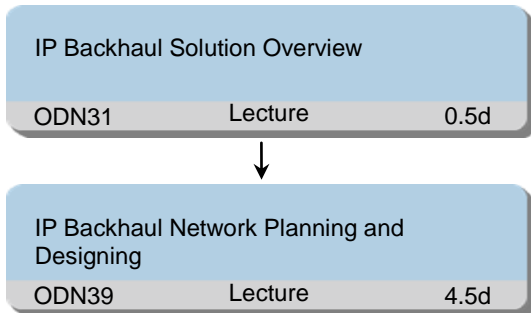 IP Backhaul Solution Overview
ODN31 Lecture 0.5d
IP Backhaul Network Planning and
Designing
ODN39 Lecture 4.5d